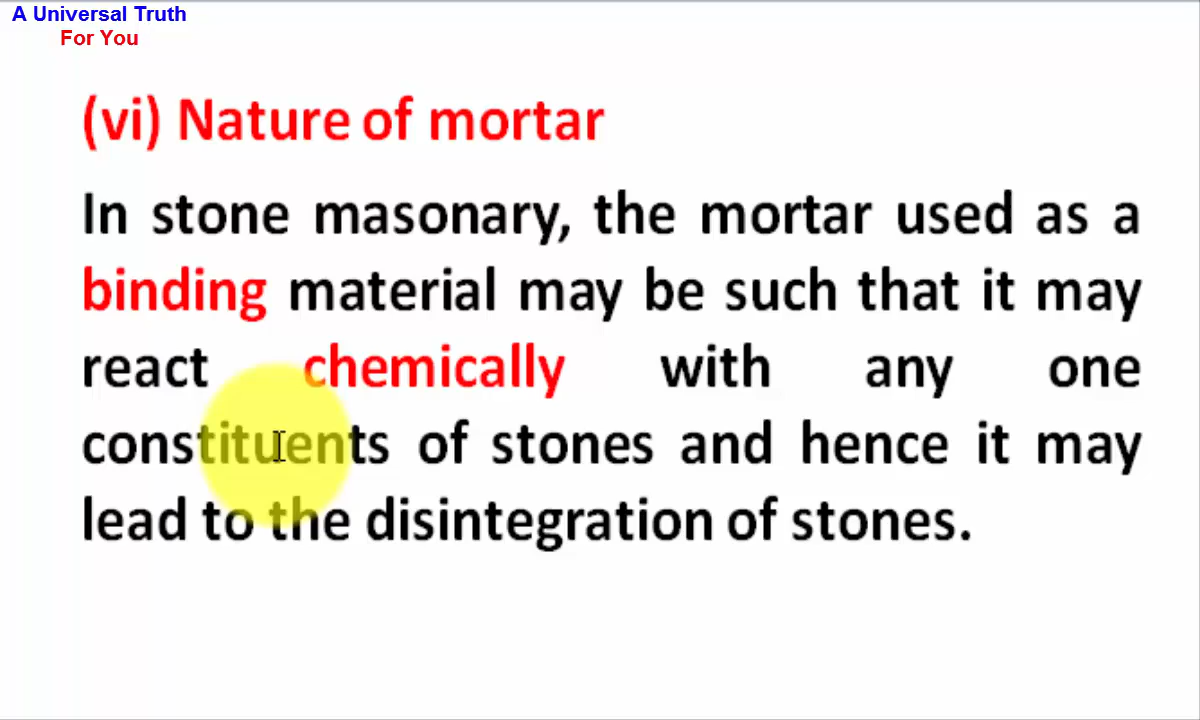 A Universal Truth
For You
(vi) Nature of mortar
In stone masonary, the mortar used as a
binding material may be such that it may
react chemically with any one
constituents of stones and hence it may
lead to the disintegration of stones.